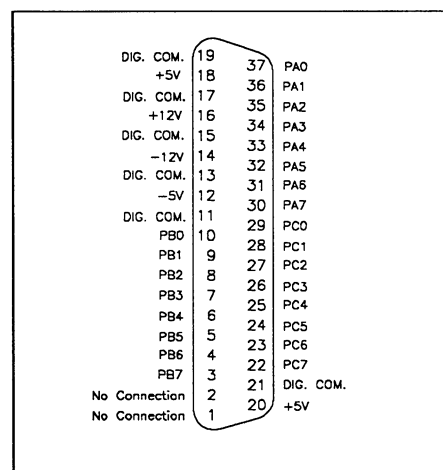 DIG. COM. 19
+5V 18
DIG. COM. 17
+12V 16
DIG. COM. 15
-12V 14
DIG. COM. 13
-5V 12
DIG. COM. 11
PB0 10
PB1 9
PB2 8
PB3 7
PB4 6
PB5 5
PB6 4
PB7 3
No Connection 2
No Connection 1
37 PA0
36 PA1
35 PA2
34 PA3
33 PA4
32 PA5
31 PA6
30 PA7
29 PC0
28 PC1
27 PC2
26 PC3
25 PC4
24 PC5
23 PC6
22 PC7
21 DIG. COM.
20 +5V